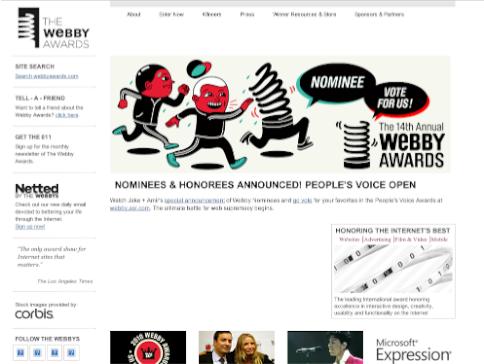 THE
WEBBY
AWARDS
About Enter Now Winners Press Winner Resources & Store Sponsors & Partners
SITE SEARCH
Search webbyawards.com
TELL - A - FRIEND
Want to tell a friend about the
Webby Awards? click here.
GET THE 011
Sign up for the monthly
newsletter of The Webby
Awards.
Netted
BY THE WEBBYS
Check out our new daily email
devoted to bettering your life
through the Internet.
Sign up now!
"The only award show for
Internet sites that
matters."
The Los Angeles Times
Stock images provided by:
corbis.
FOLLOW THE WEBBYS
NOMINEE
VOTE
FOR US!
The 14th Annual
WEBBY
AWARDS
NOMINEES & HONOREES ANNOUNCED! PEOPLE'S VOICE OPEN
Watch Jake + Amir's special announcement of Webby Nominees and go vote for your favorites in the People's Voice Awards at
webby.aol.com. The ultimate battle for web supremacy begins.
HONORING THE INTERNET'S BEST
Websites | Advertising | Film & Video | Mobile
The leading international award honoring
excellence in interactive design, creativity,
usability and functionality on the Internet
2010 WEBBY AWARDS
Microsoft
Expression